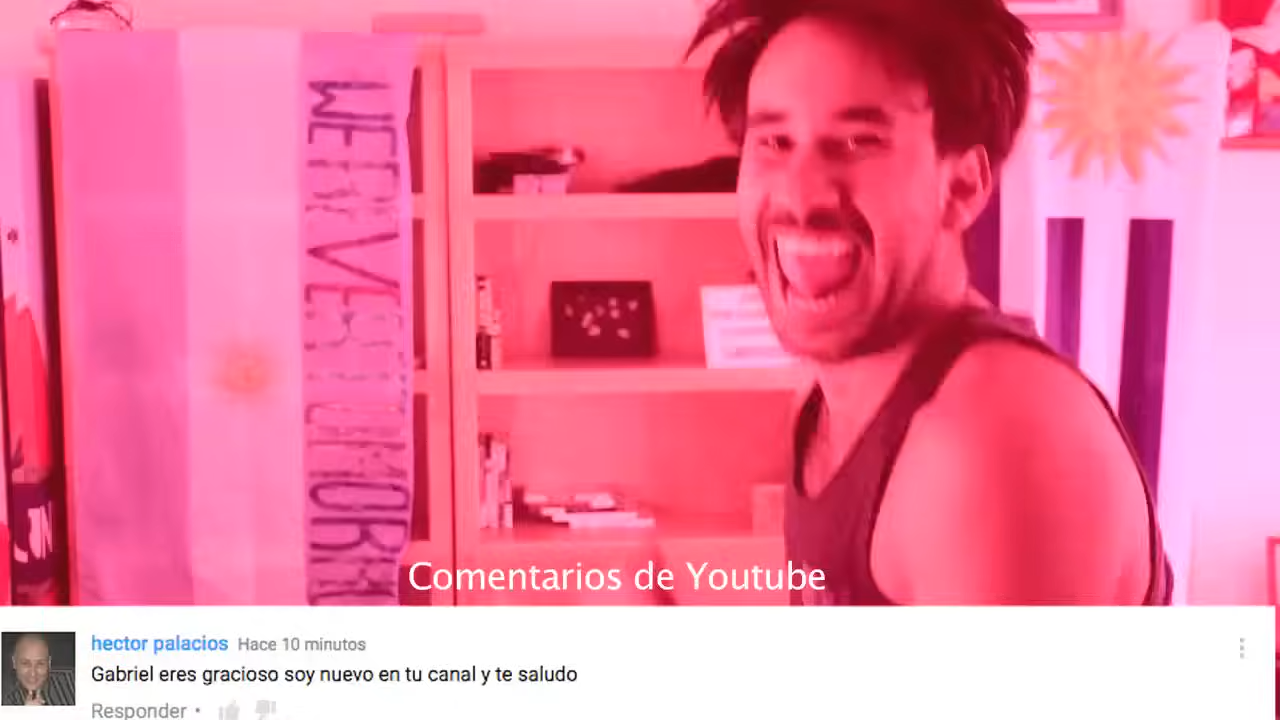 WEREVERTUMORRO
Comentarios de Youtube
hector palacios Hace 10 minutos
Gabriel eres gracioso soy nuevo en tu canal y te saludo
Responder •